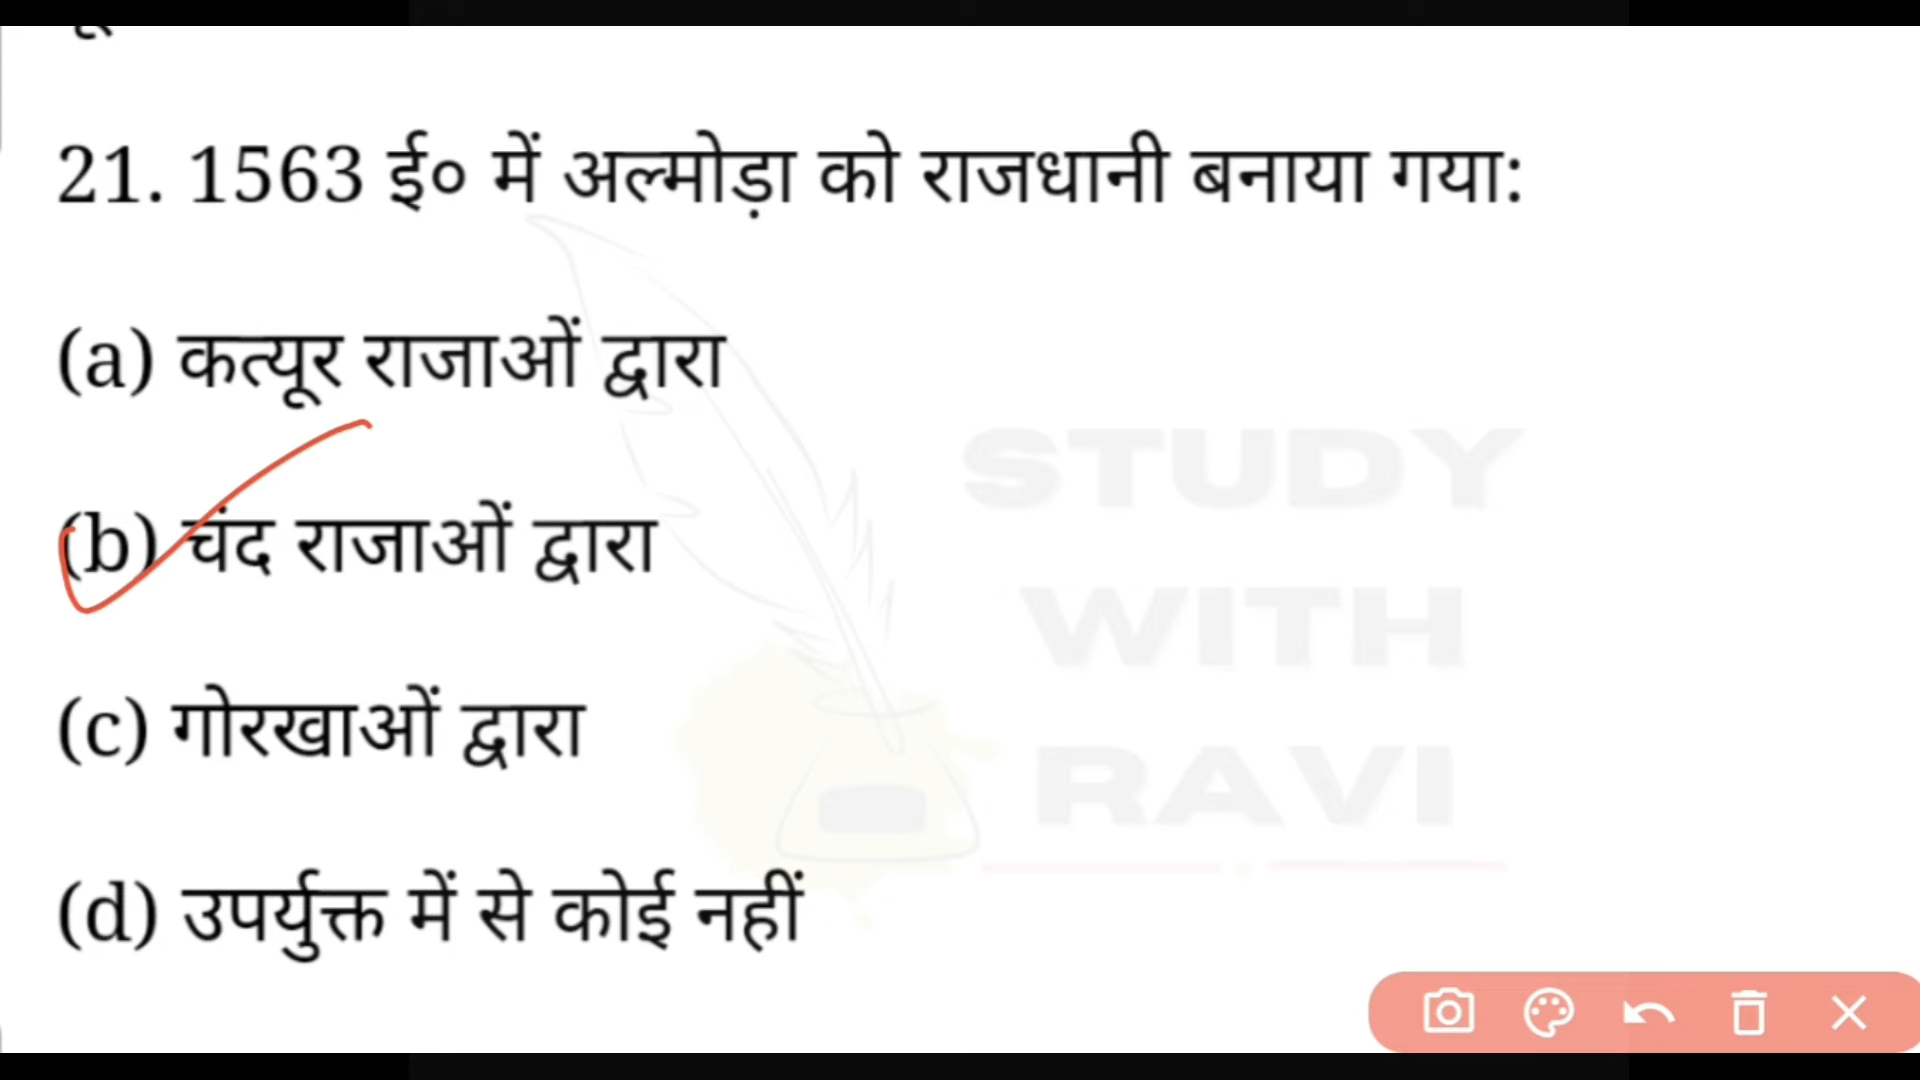 21. 1563 ई० में अल्मोड़ा को राजधानी बनाया गया:
(a) कत्यूर राजाओं द्वारा
(b) चंद राजाओं द्वारा
(c) गोरखाओं द्वारा
(d) उपर्युक्त में से कोई नहीं
STUDY
WITH
RAVI